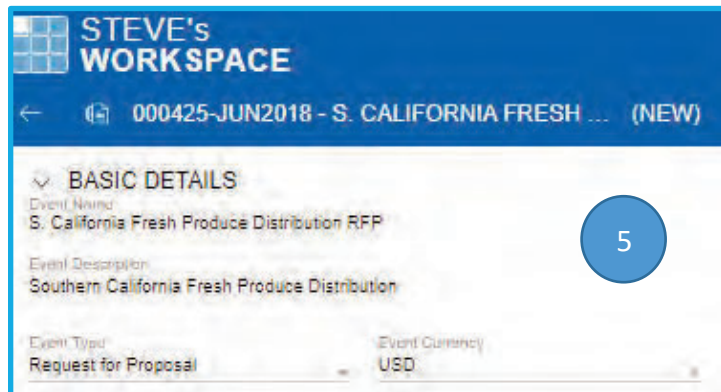 STEVE's
WORKSPACE
000425-JUN2018 - S. CALIFORNIA FRESH ... (NEW)
BASIC DETAILS
Event Name
S. California Fresh Produce Distribution RFP
5
Event Description
Southern California Fresh Produce Distribution
Event Type Event Currency
Request for Proposal USD